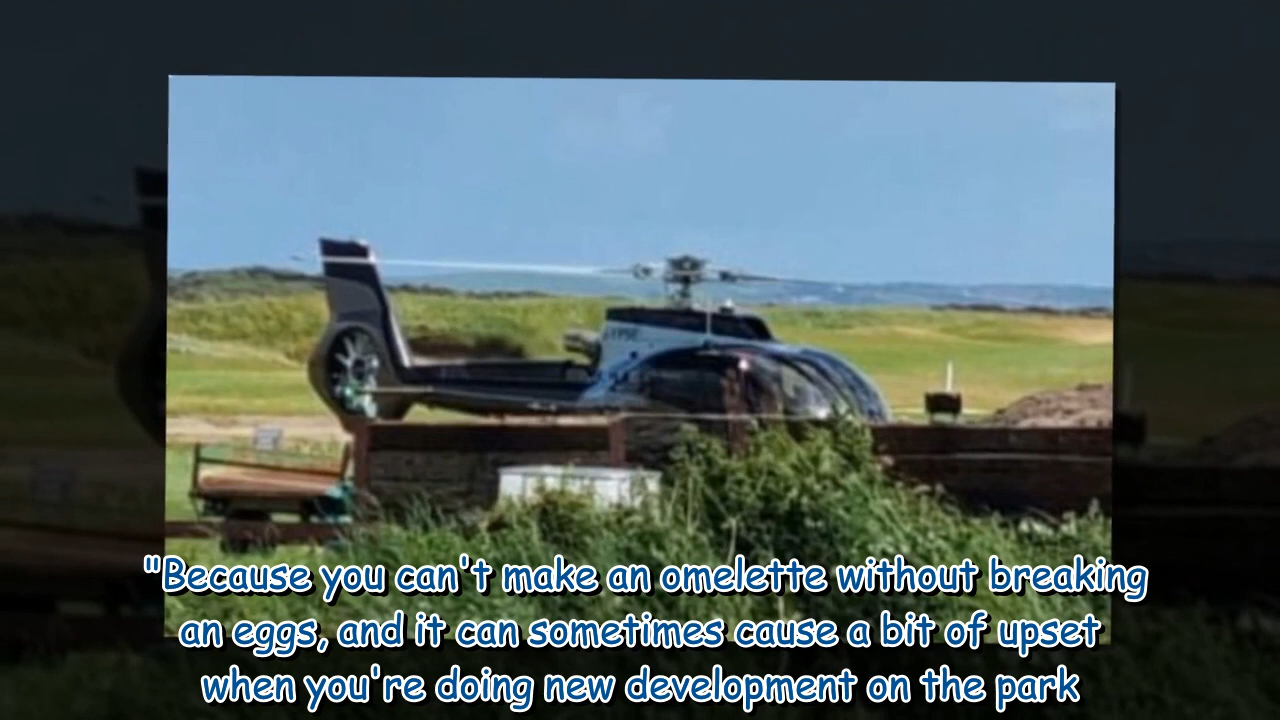 "Because you can't make an omelette without breaking
an eggs, and it can sometimes cause a bit of upset
when you're doing new development on the park